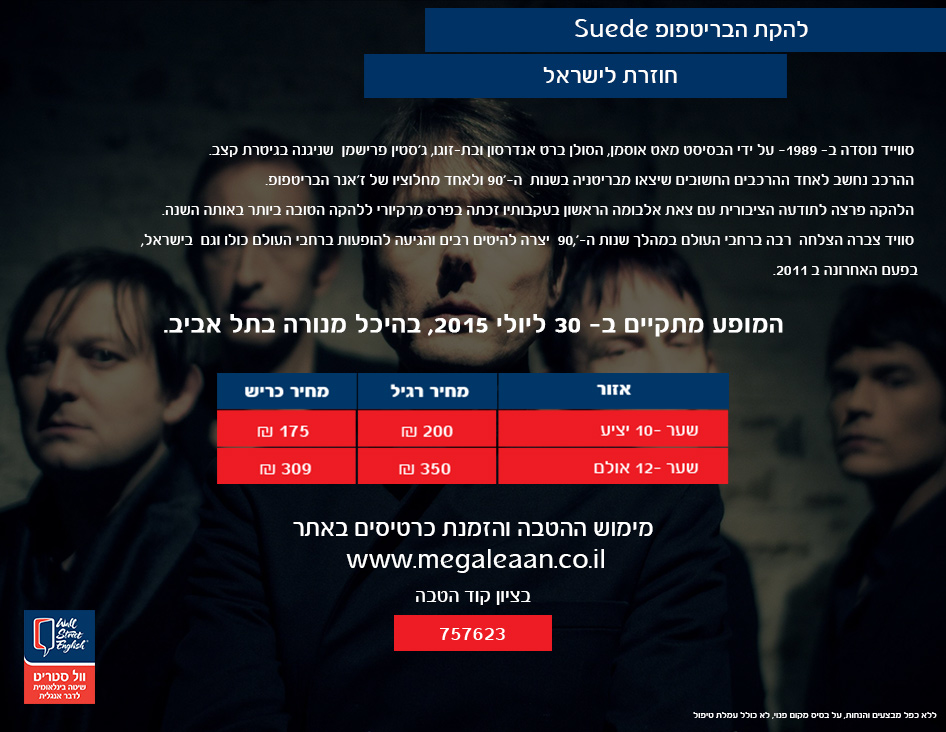 להקת הבריטפופ Suede
חוזרת לישראל
סווייד נוסדה ב- 1989- על ידי הבסיסט מאט אוסמן, הסולן ברט אנדרסון ובת-זוגו, ג'סטין פרישמן שניגנה בגיטרת קצב.
ההרכב נחשב לאחד ההרכבים החשובים שיצאו מבריטניה בשנות ה-'90 ולאחד מחלוציו של ז'אנר הבריטפופ.
הלהקה פרצה לתודעה הציבורית עם צאת אלבומה הראשון בעקבותיו זכתה בפרס מרקיורי ללהקה הטובה ביותר באותה השנה.
סוויד צברה הצלחה רבה ברחבי העולם במהלך שנות ה-'90, יצרה להיטים רבים והגיעה להופעות ברחבי העולם כולו וגם בישראל,
בפעם האחרונה ב 2011.
המופע מתקיים ב- 30 ליולי 2015, בהיכל מנורה בתל אביב.
אזור מחיר רגיל מחיר כריש
שער -10 יציע 200 ₪ 175 ₪
שער -12 אולם 350 ₪ 309 ₪
מימוש ההטבה והזמנת כרטיסים באתר
www.megaleaan.co.il
בציון קוד הטבה
757623
Wall
Street
English
וול סטריט
שיטה בינלאומית
לדבר אנגלית
ללא כפל מבצעים והנחות, על בסיס מקום פנוי, לא כולל עמלת טיפול